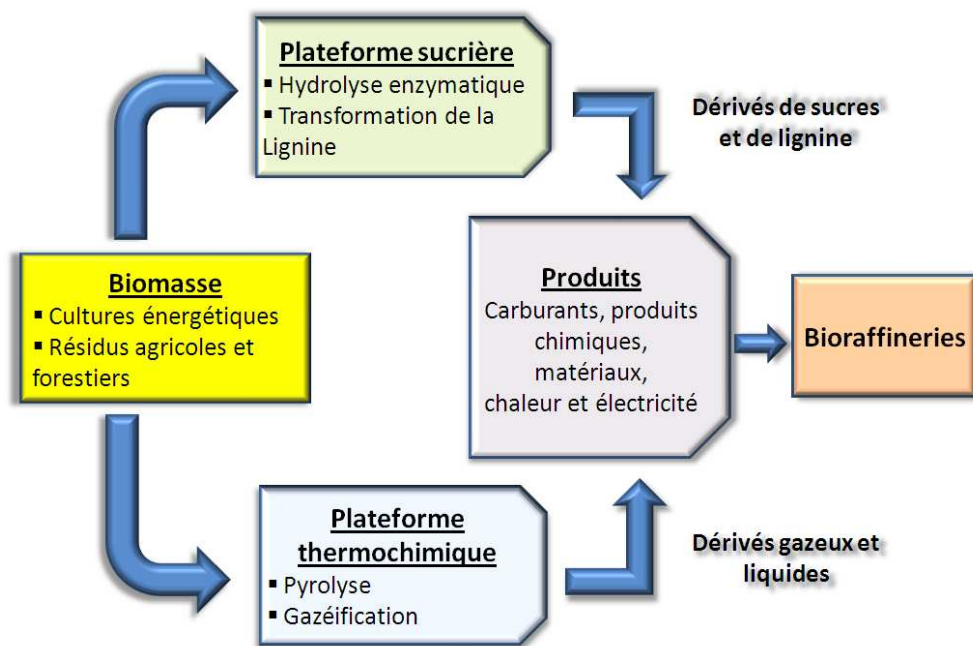 Plateforme sucrière
▪ Hydrolyse enzymatique
▪ Transformation de la
Lignine
Dérivés de sucres
et de lignine
Biomasse
▪ Cultures énergétiques
▪ Résidus agricoles et
forestiers
Produits
Carburants, produits
chimiques,
matériaux,
chaleur et électricité
Bioraffineries
Plateforme
thermochimique
▪ Pyrolyse
▪ Gazéification
Dérivés gazeux et
liquides